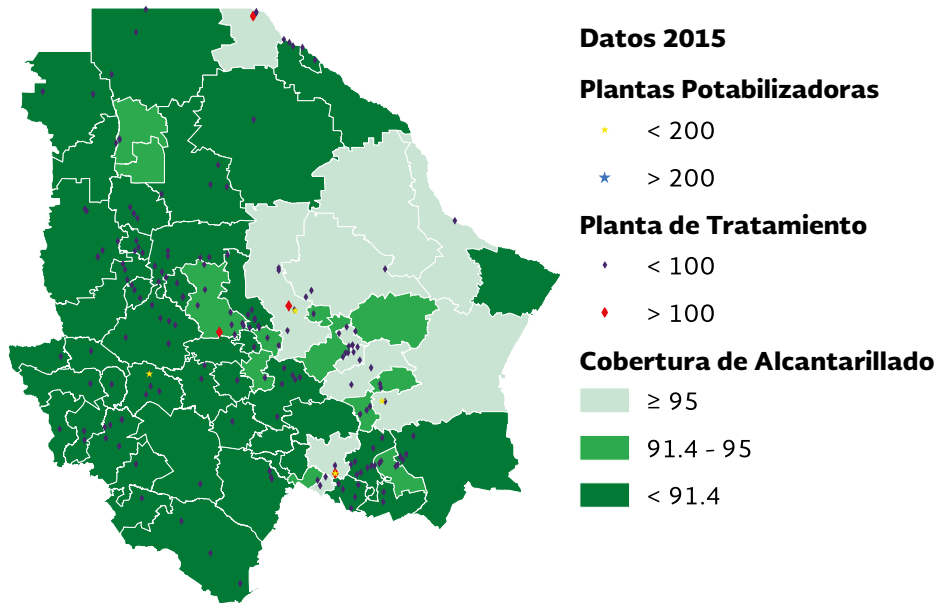 Datos 2015
Plantas Potabilizadoras
< 200
> 200
Planta de Tratamiento
< 100
> 100
Cobertura de Alcantarillado
≥ 95
91.4 - 95
< 91.4